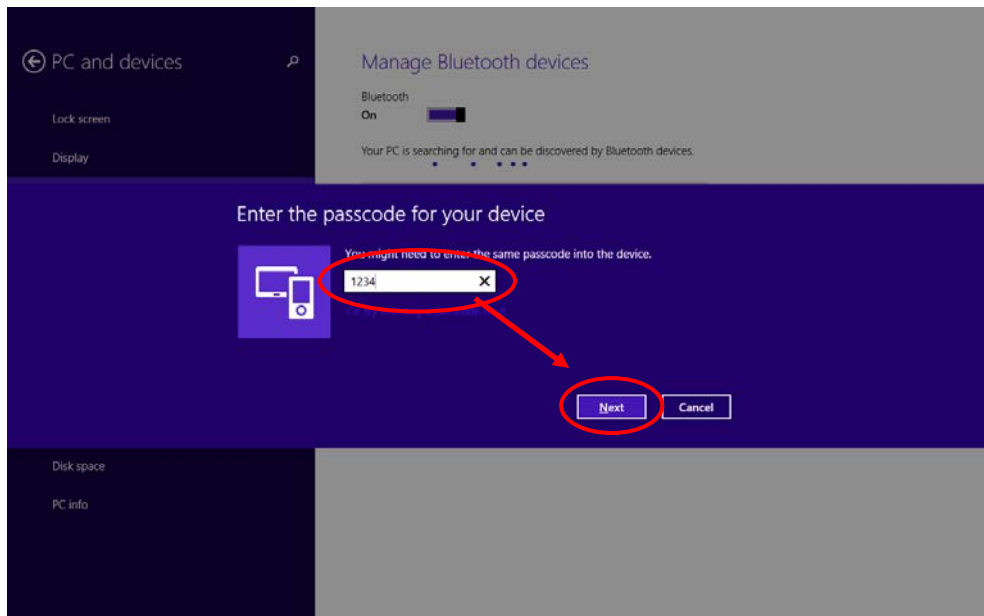 PC and devices
Lock screen
Display
Manage Bluetooth devices
Bluetooth
On
Your PC is searching for and can be discovered by Bluetooth devices.
Enter the passcode for your device
You might need to enter the same passcode into the device.
1234
Next
Cancel
Disk space
PC info